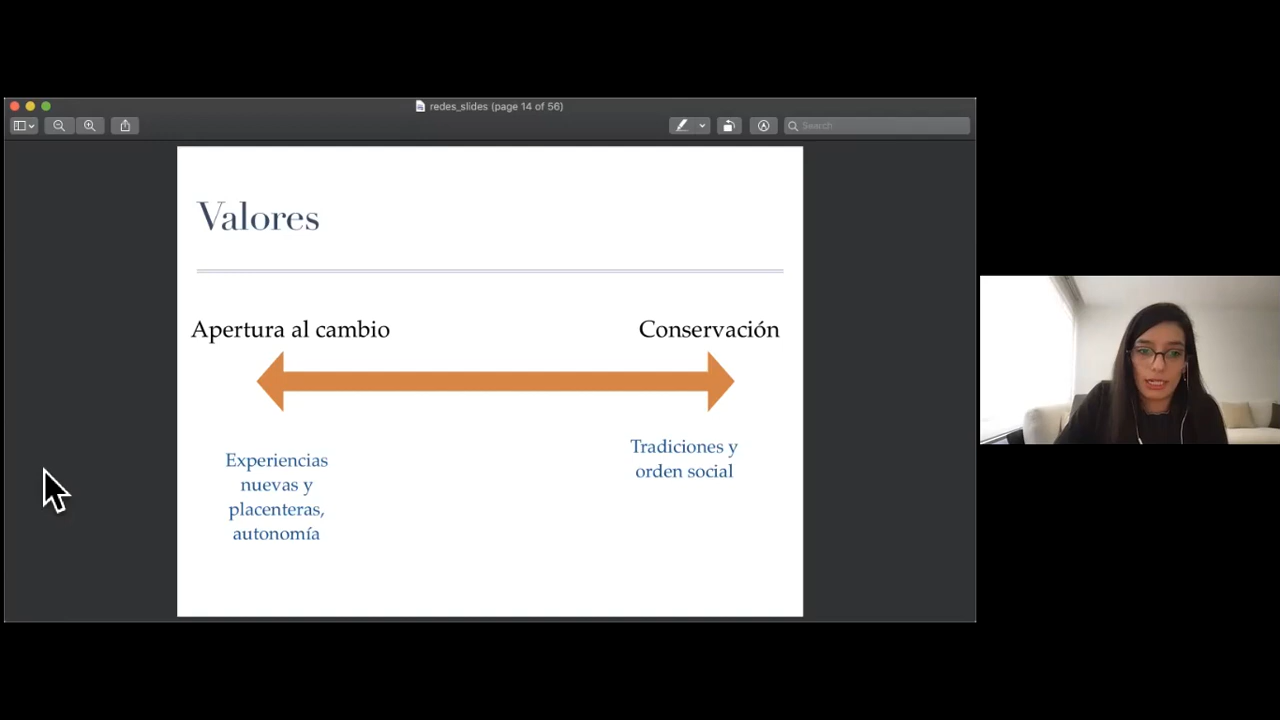 redes_slides (page 14 of 56)
Search
Valores
Apertura al cambio
Conservación
Experiencias
nuevas y
placenteras,
autonomía
Tradiciones y
orden social